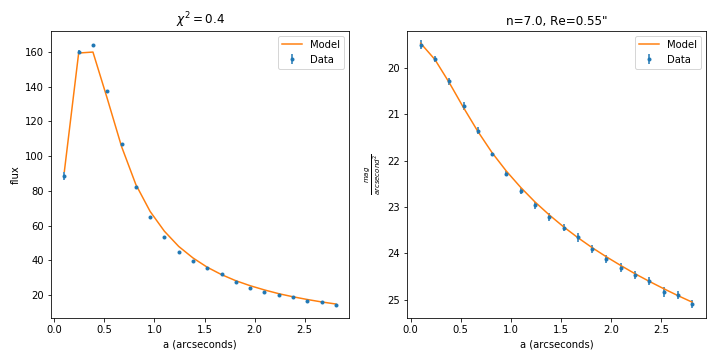 χ² = 0.4
Model
Data
flux
160
140
120
100
80
60
40
20
0.0 0.5 1.0 1.5 2.0 2.5
a (arcseconds)
n=7.0, Re=0.55"
Model
Data
mag
arcsecond²
20
21
22
23
24
25
0.0 0.5 1.0 1.5 2.0 2.5
a (arcseconds)